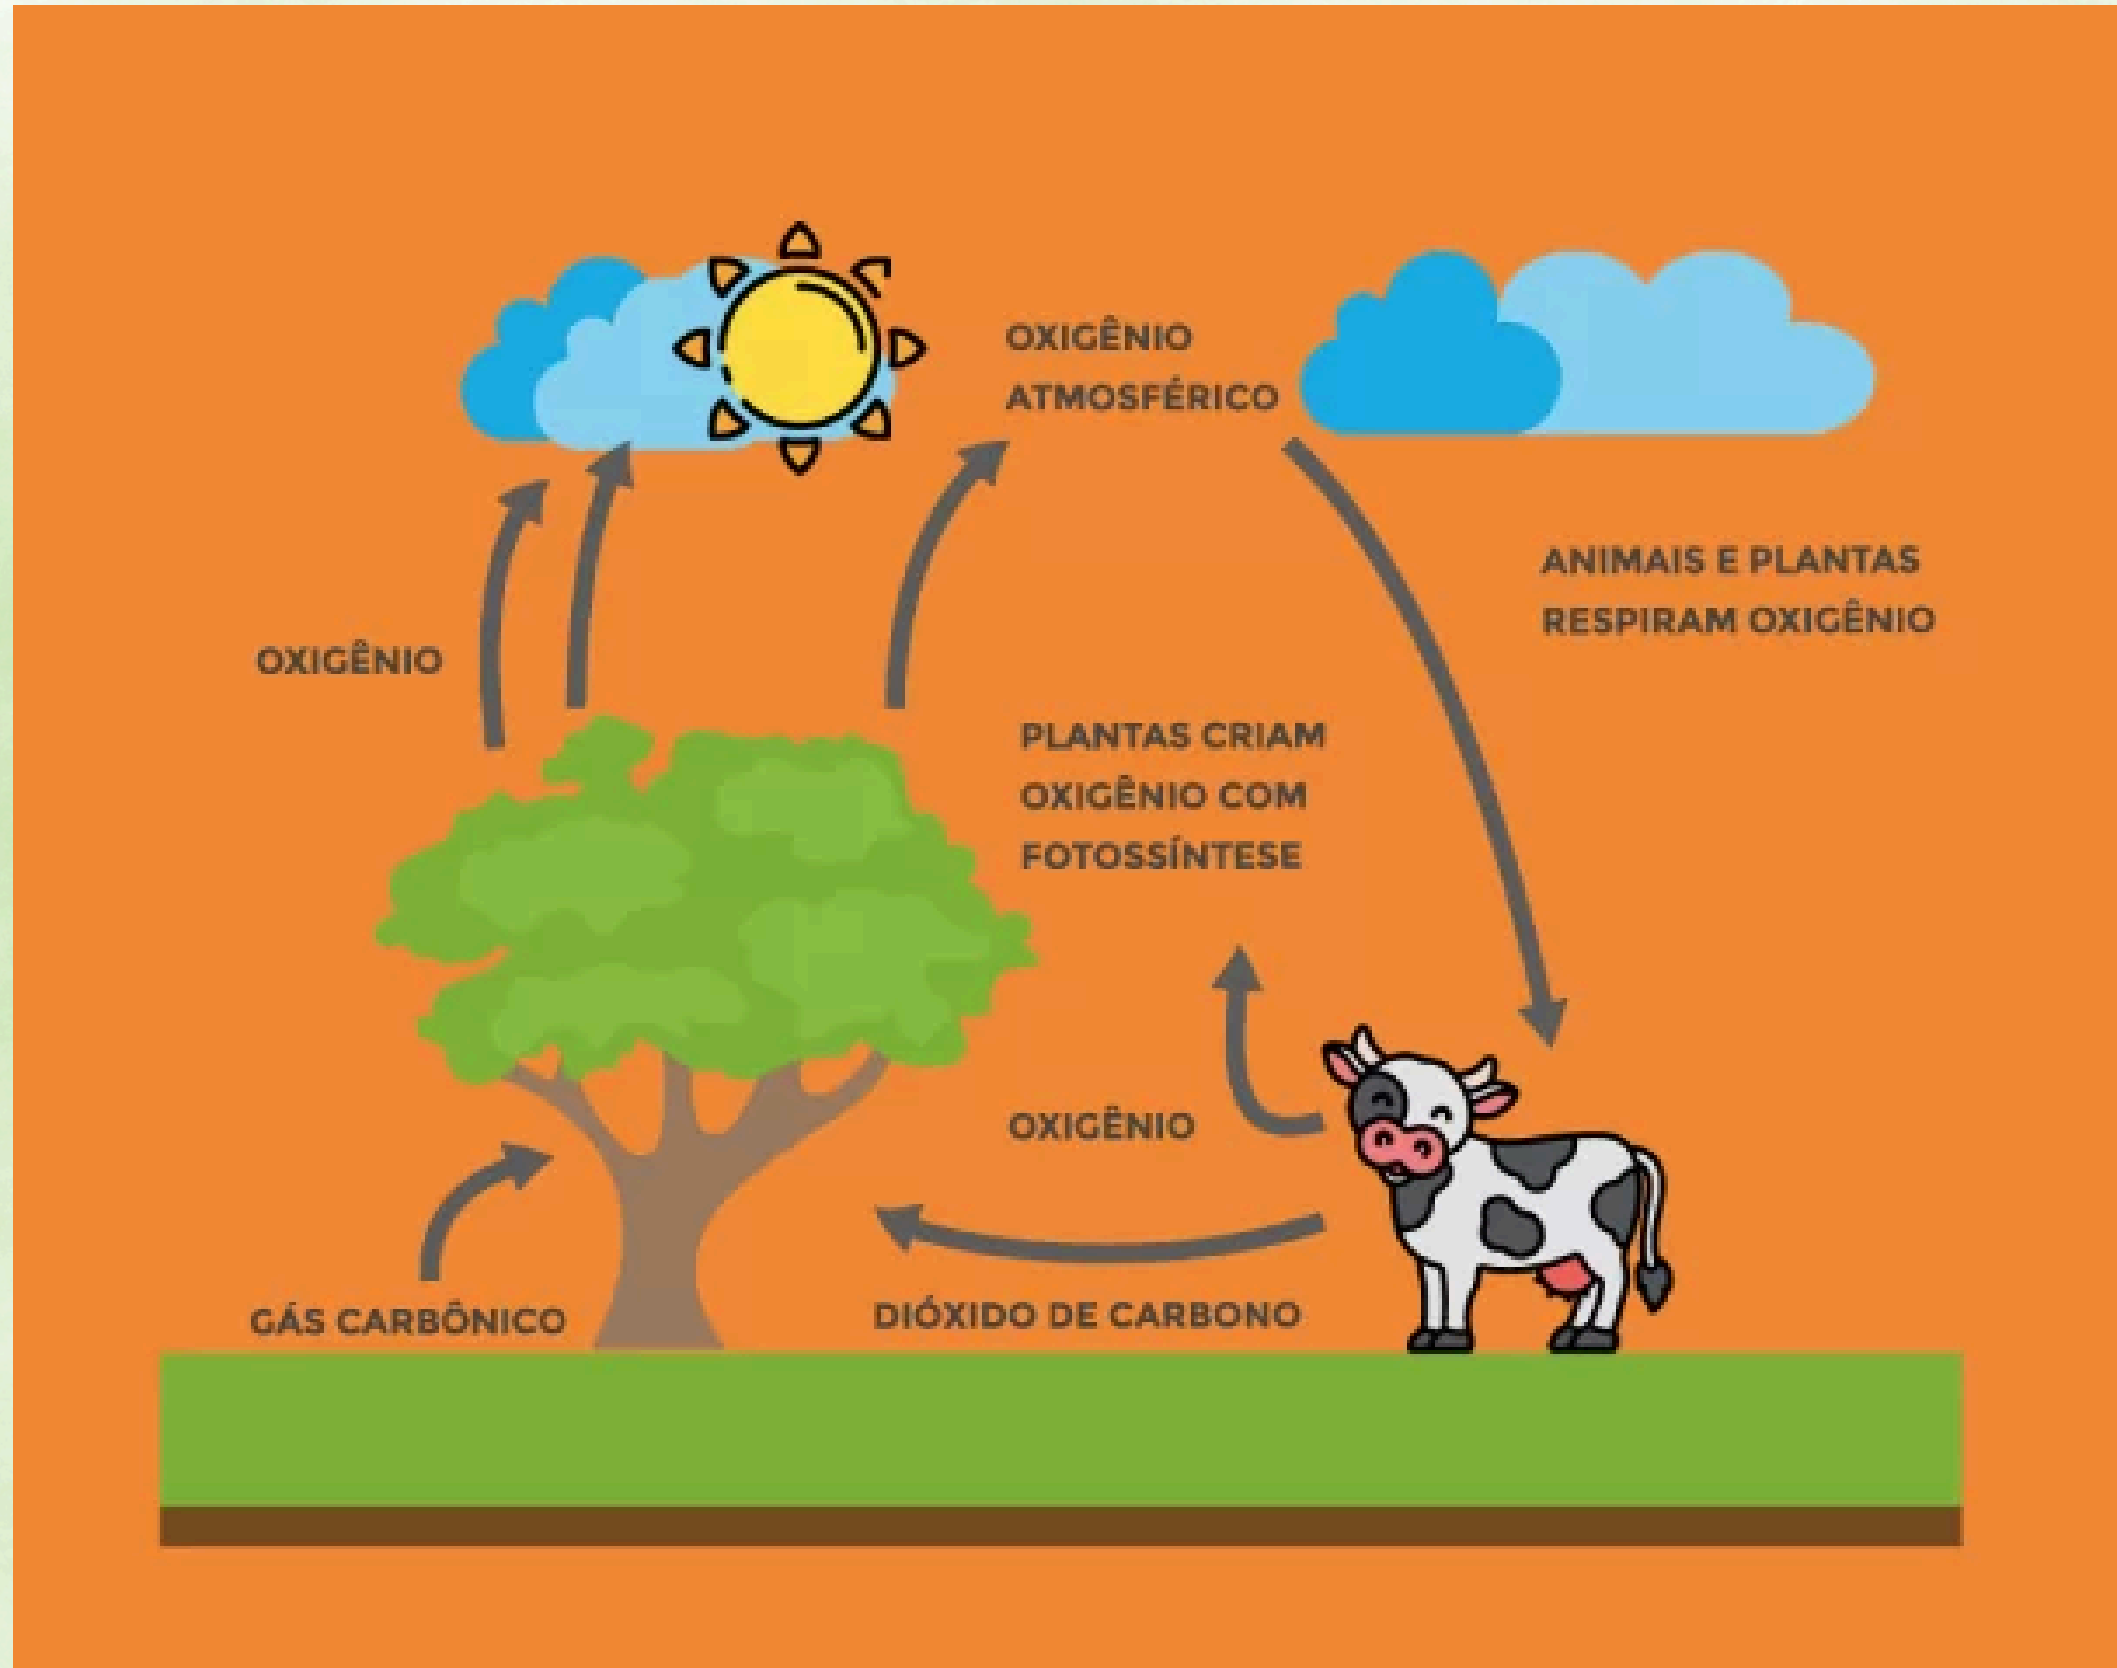 OXIGÊNIO
ATMOSFÉRICO
ANIMAIS E PLANTAS
RESPIRAM OXIGÊNIO
OXIGÊNIO
PLANTAS CRIAM
OXIGÊNIO COM
FOTOSSÍNTESE
OXIGÊNIO
GÁS CARBÔNICO
DIÓXIDO DE CARBONO